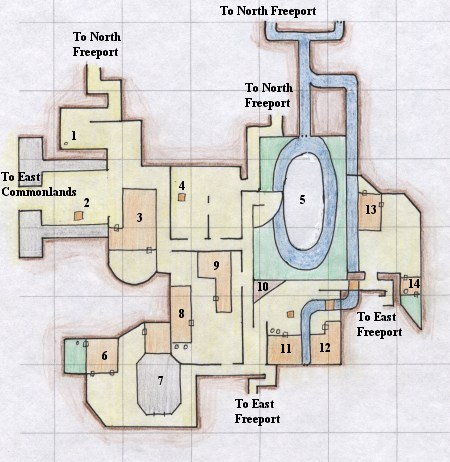 To North Freeport
To North
Freeport
To North
Freeport
1
To East
Commonlands
2
3
4
5
13
9
10
14
8
To East
Freeport
6
7
11
12
To East
Freeport